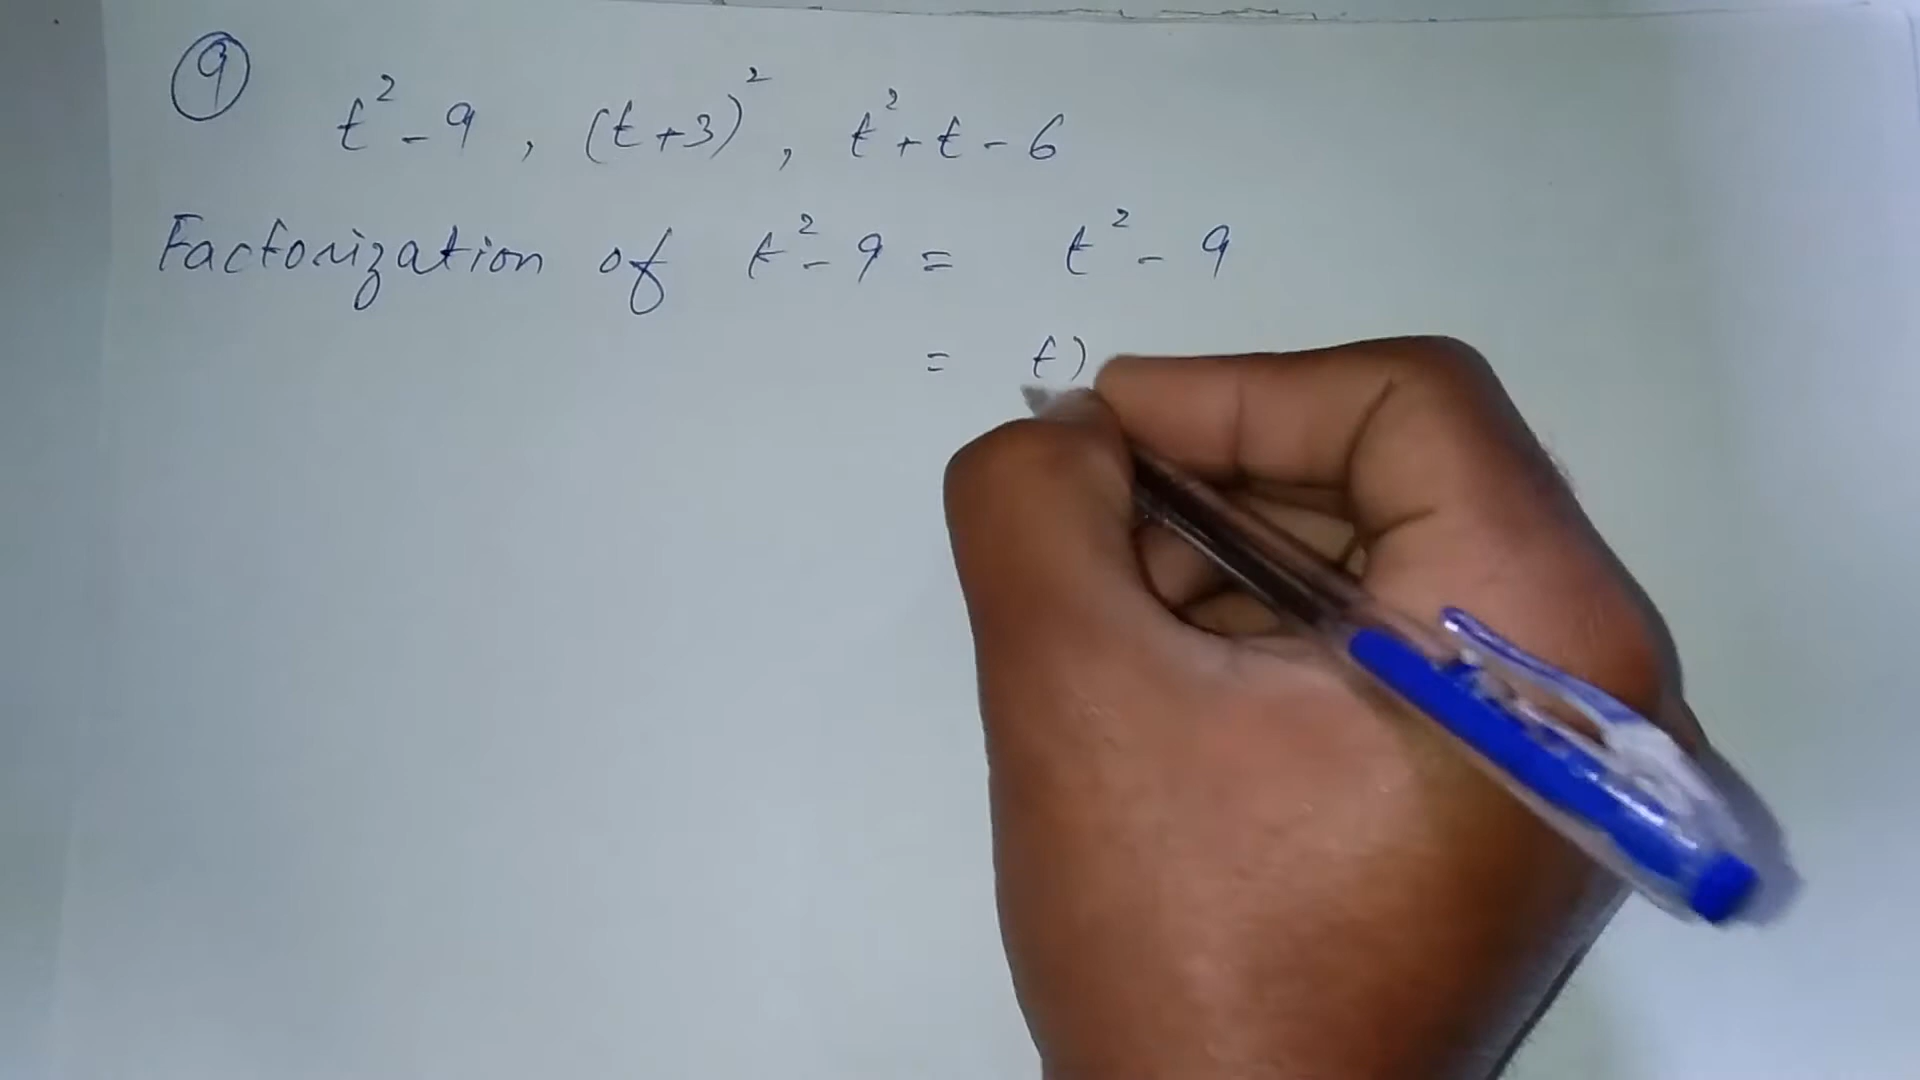 9 t² - 9 , (t+3)² , t² + t - 6
Factorization of t² - 9 = t² - 9
= t)